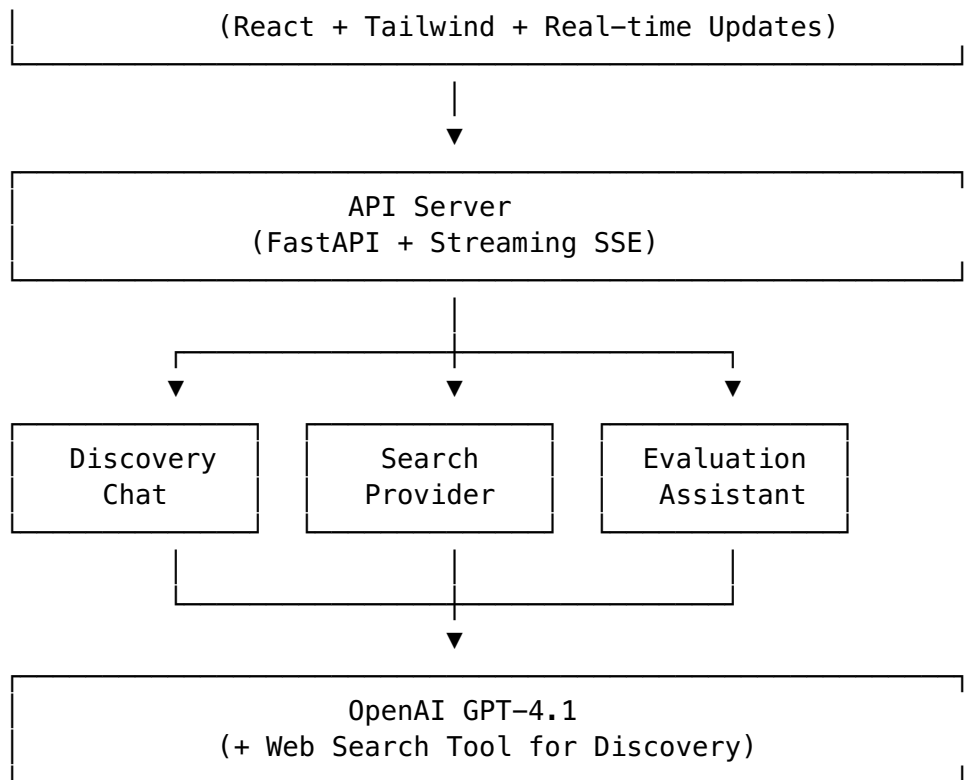 (React + Tailwind + Real-time Updates)
API Server
(FastAPI + Streaming SSE)
Discovery Search Evaluation
Chat Provider Assistant
OpenAI GPT-4.1
(+ Web Search Tool for Discovery)